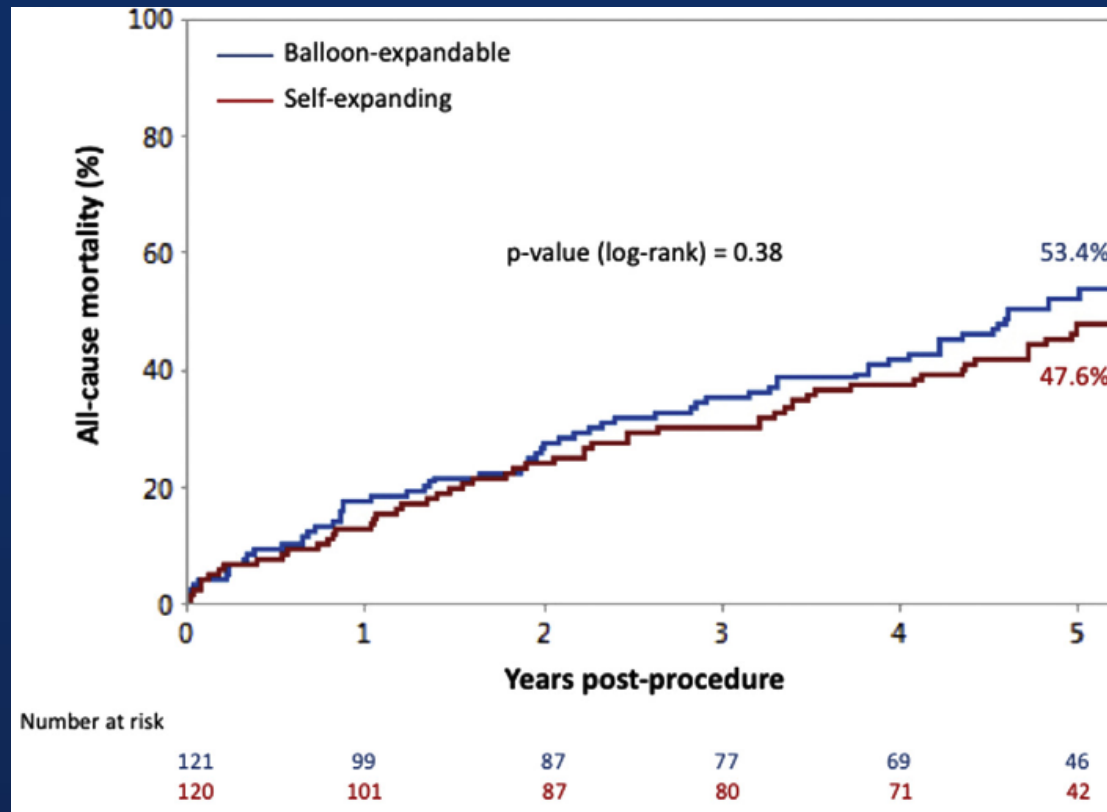 100
Balloon-expandable
Self-expanding
80
60
40
20
0
All-cause mortality (%)
p-value (log-rank) = 0.38
53.4%
47.6%
0 1 2 3 4 5
Years post-procedure
Number at risk
121 99 87 77 69 46
120 101 87 80 71 42